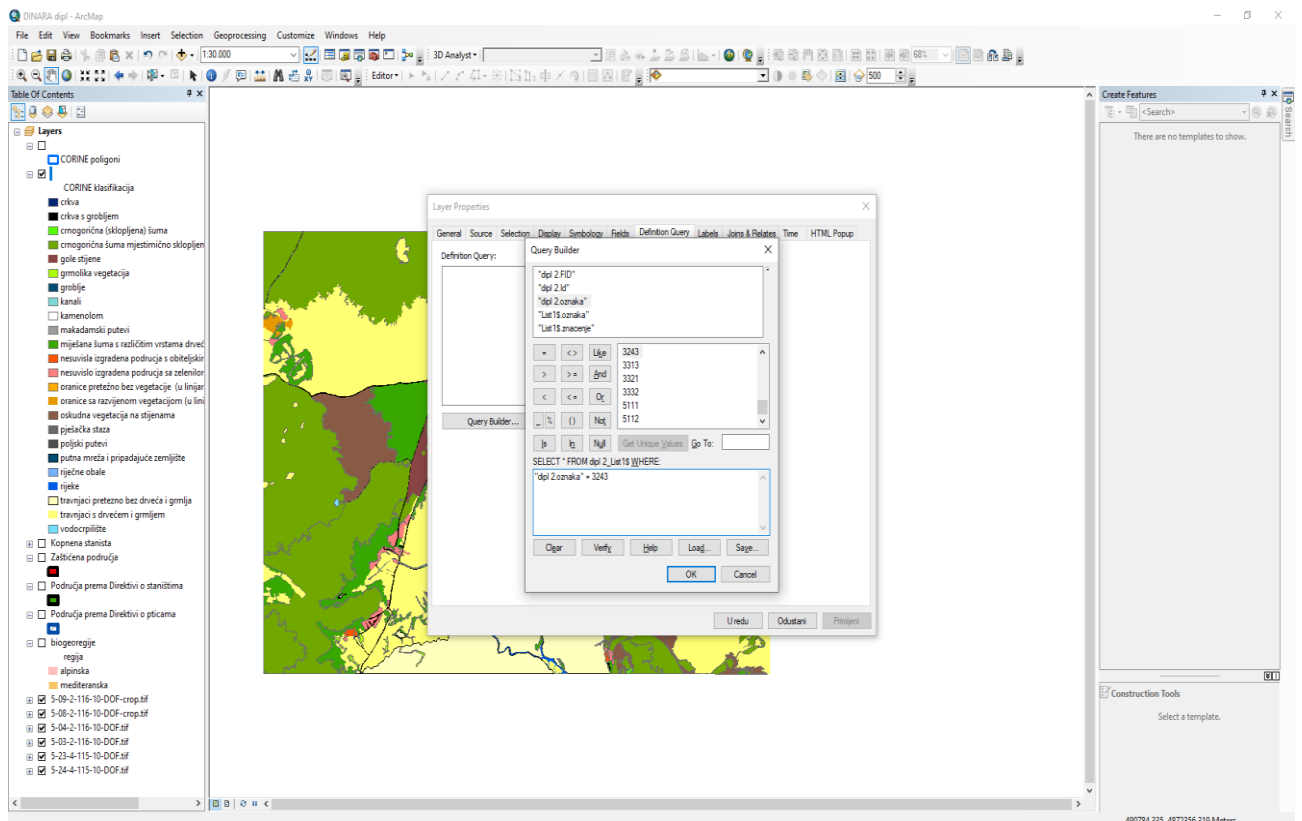 DINARA dipl - ArcMap
File Edit View Bookmarks Insert Selection Geoprocessing Customize Windows Help
1:30.000 3D Analyst 68%
Editor 500
Table Of Contents
Layers
CORINE poligoni
CORINE klasifikacija
crkva
crkva s grobljem
crnogorična (sklopljena) šuma
crnogorična šuma mjestimično sklopljen
gole stijene
grmolika vegetacija
groblje
kanali
kamenolom
makadamski putevi
miješana šuma s različitim vrstama drveć
nesuvisla izgrađena područja s obiteljskir
nesuvislo izgrađena područja sa zelenilor
oranice pretežno bez vegetacije (u linijar
oranice sa razvijenom vegetacijom (u lini
oskudna vegetacija na stijenama
pješačka staza
poljski putevi
putna mreža i pripadajuće zemljište
riječne obale
rijeke
travnjaci pretezno bez drveća i grmlja
travnjaci s drvećem i grmljem
vodocrpilište
Kopnena stanista
Zaštićena područja
Područja prema Direktivi o staništima
Područja prema Direktivi o pticama
biogeoregije
regija
alpinska
mediteranska
5-09-2-116-10-DOF-crop.tif
5-08-2-116-10-DOF-crop.tif
5-04-2-116-10-DOF.tif
5-03-2-116-10-DOF.tif
5-23-4-115-10-DOF.tif
5-24-4-115-10-DOF.tif
Layer Properties
General Source Selection Display Symbology Fields Definition Query Labels Joins & Relates Time HTML Popup
Definition Query:
Query Builder...
Query Builder
"dipl 2.FID"
"dipl 2.Id"
"dipl 2.oznaka"
"List1$.oznaka"
"List1$.znacenje"
= <> Like
> >= And
< <= Or
_ % () Not
Is In Null
3243
3313
3321
3332
5111
5112
Get Unique Values Go To:
SELECT * FROM dipl 2_List1$ WHERE:
"dipl 2.oznaka" = 3243
Clear Verify Help Load... Save...
OK Cancel
U redu Odustani Primijeni
Create Features
<Search>
There are no templates to show.
Search
Construction Tools
Select a template.
490784,225 4872356,319 Meters